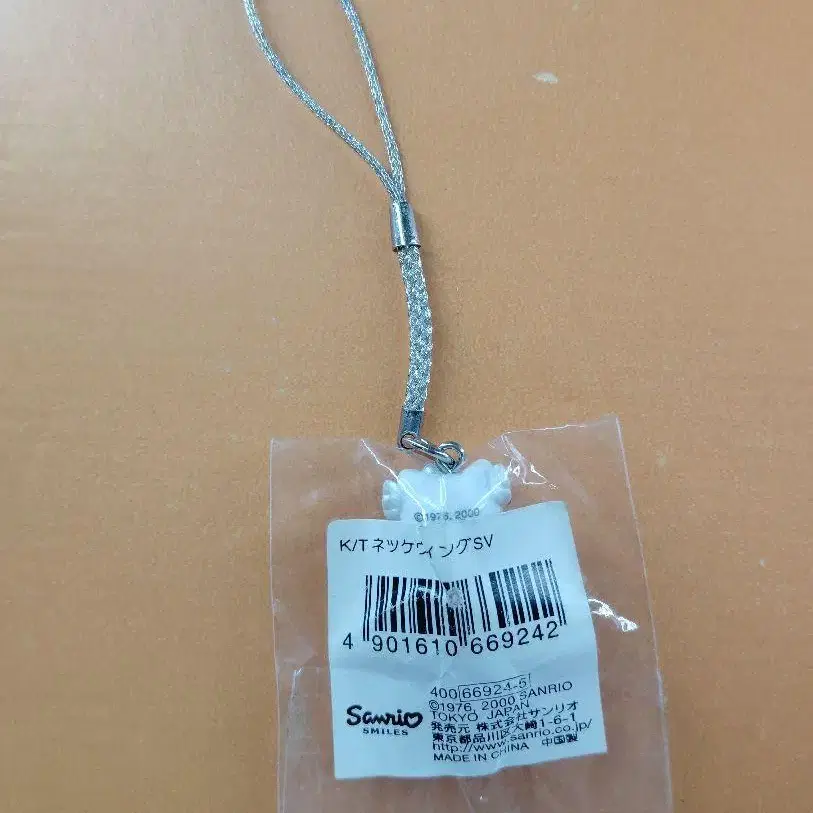 ©1976, 2000
K/TネツケウィングSV
4 901610 669242
400 66924-5
©1976, 2000 SANRIO
TOKYO JAPAN
発売元 株式会社サンリオ
東京都品川区大崎1-6-1
http://www.sanrio.co.jp/
MADE IN CHINA 中国製
Sanrio
SMILES